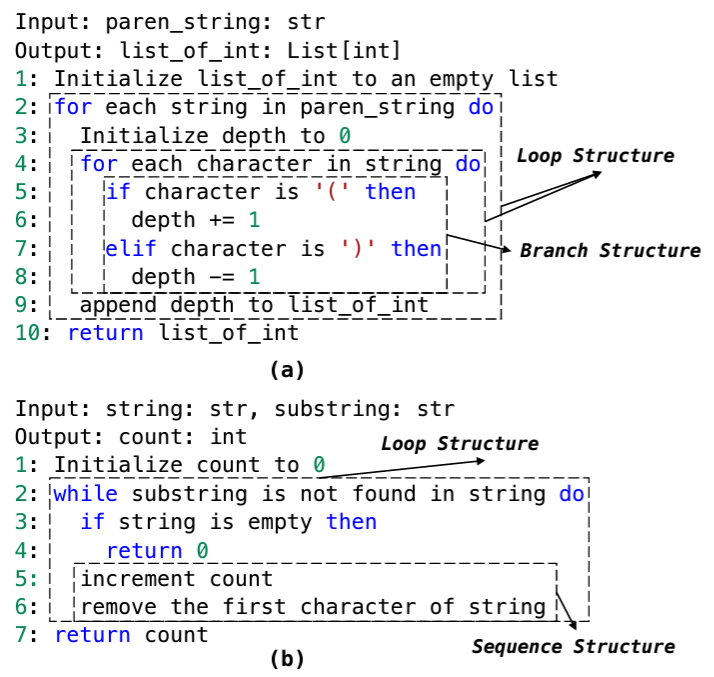 Input: paren_string: str
Output: list_of_int: List[int]
1: Initialize list_of_int to an empty list
2: for each string in paren_string do
3: Initialize depth to 0
4: for each character in string do
Loop Structure
5: if character is '(' then
6: depth += 1
7: elif character is ')' then
Branch Structure
8: depth −= 1
9: append depth to list_of_int
10: return list_of_int
(a)
Input: string: str, substring: str
Output: count: int
Loop Structure
1: Initialize count to 0
2: while substring is not found in string do
3: if string is empty then
4: return 0
5: increment count
6: remove the first character of string
7: return count
Sequence Structure
(b)